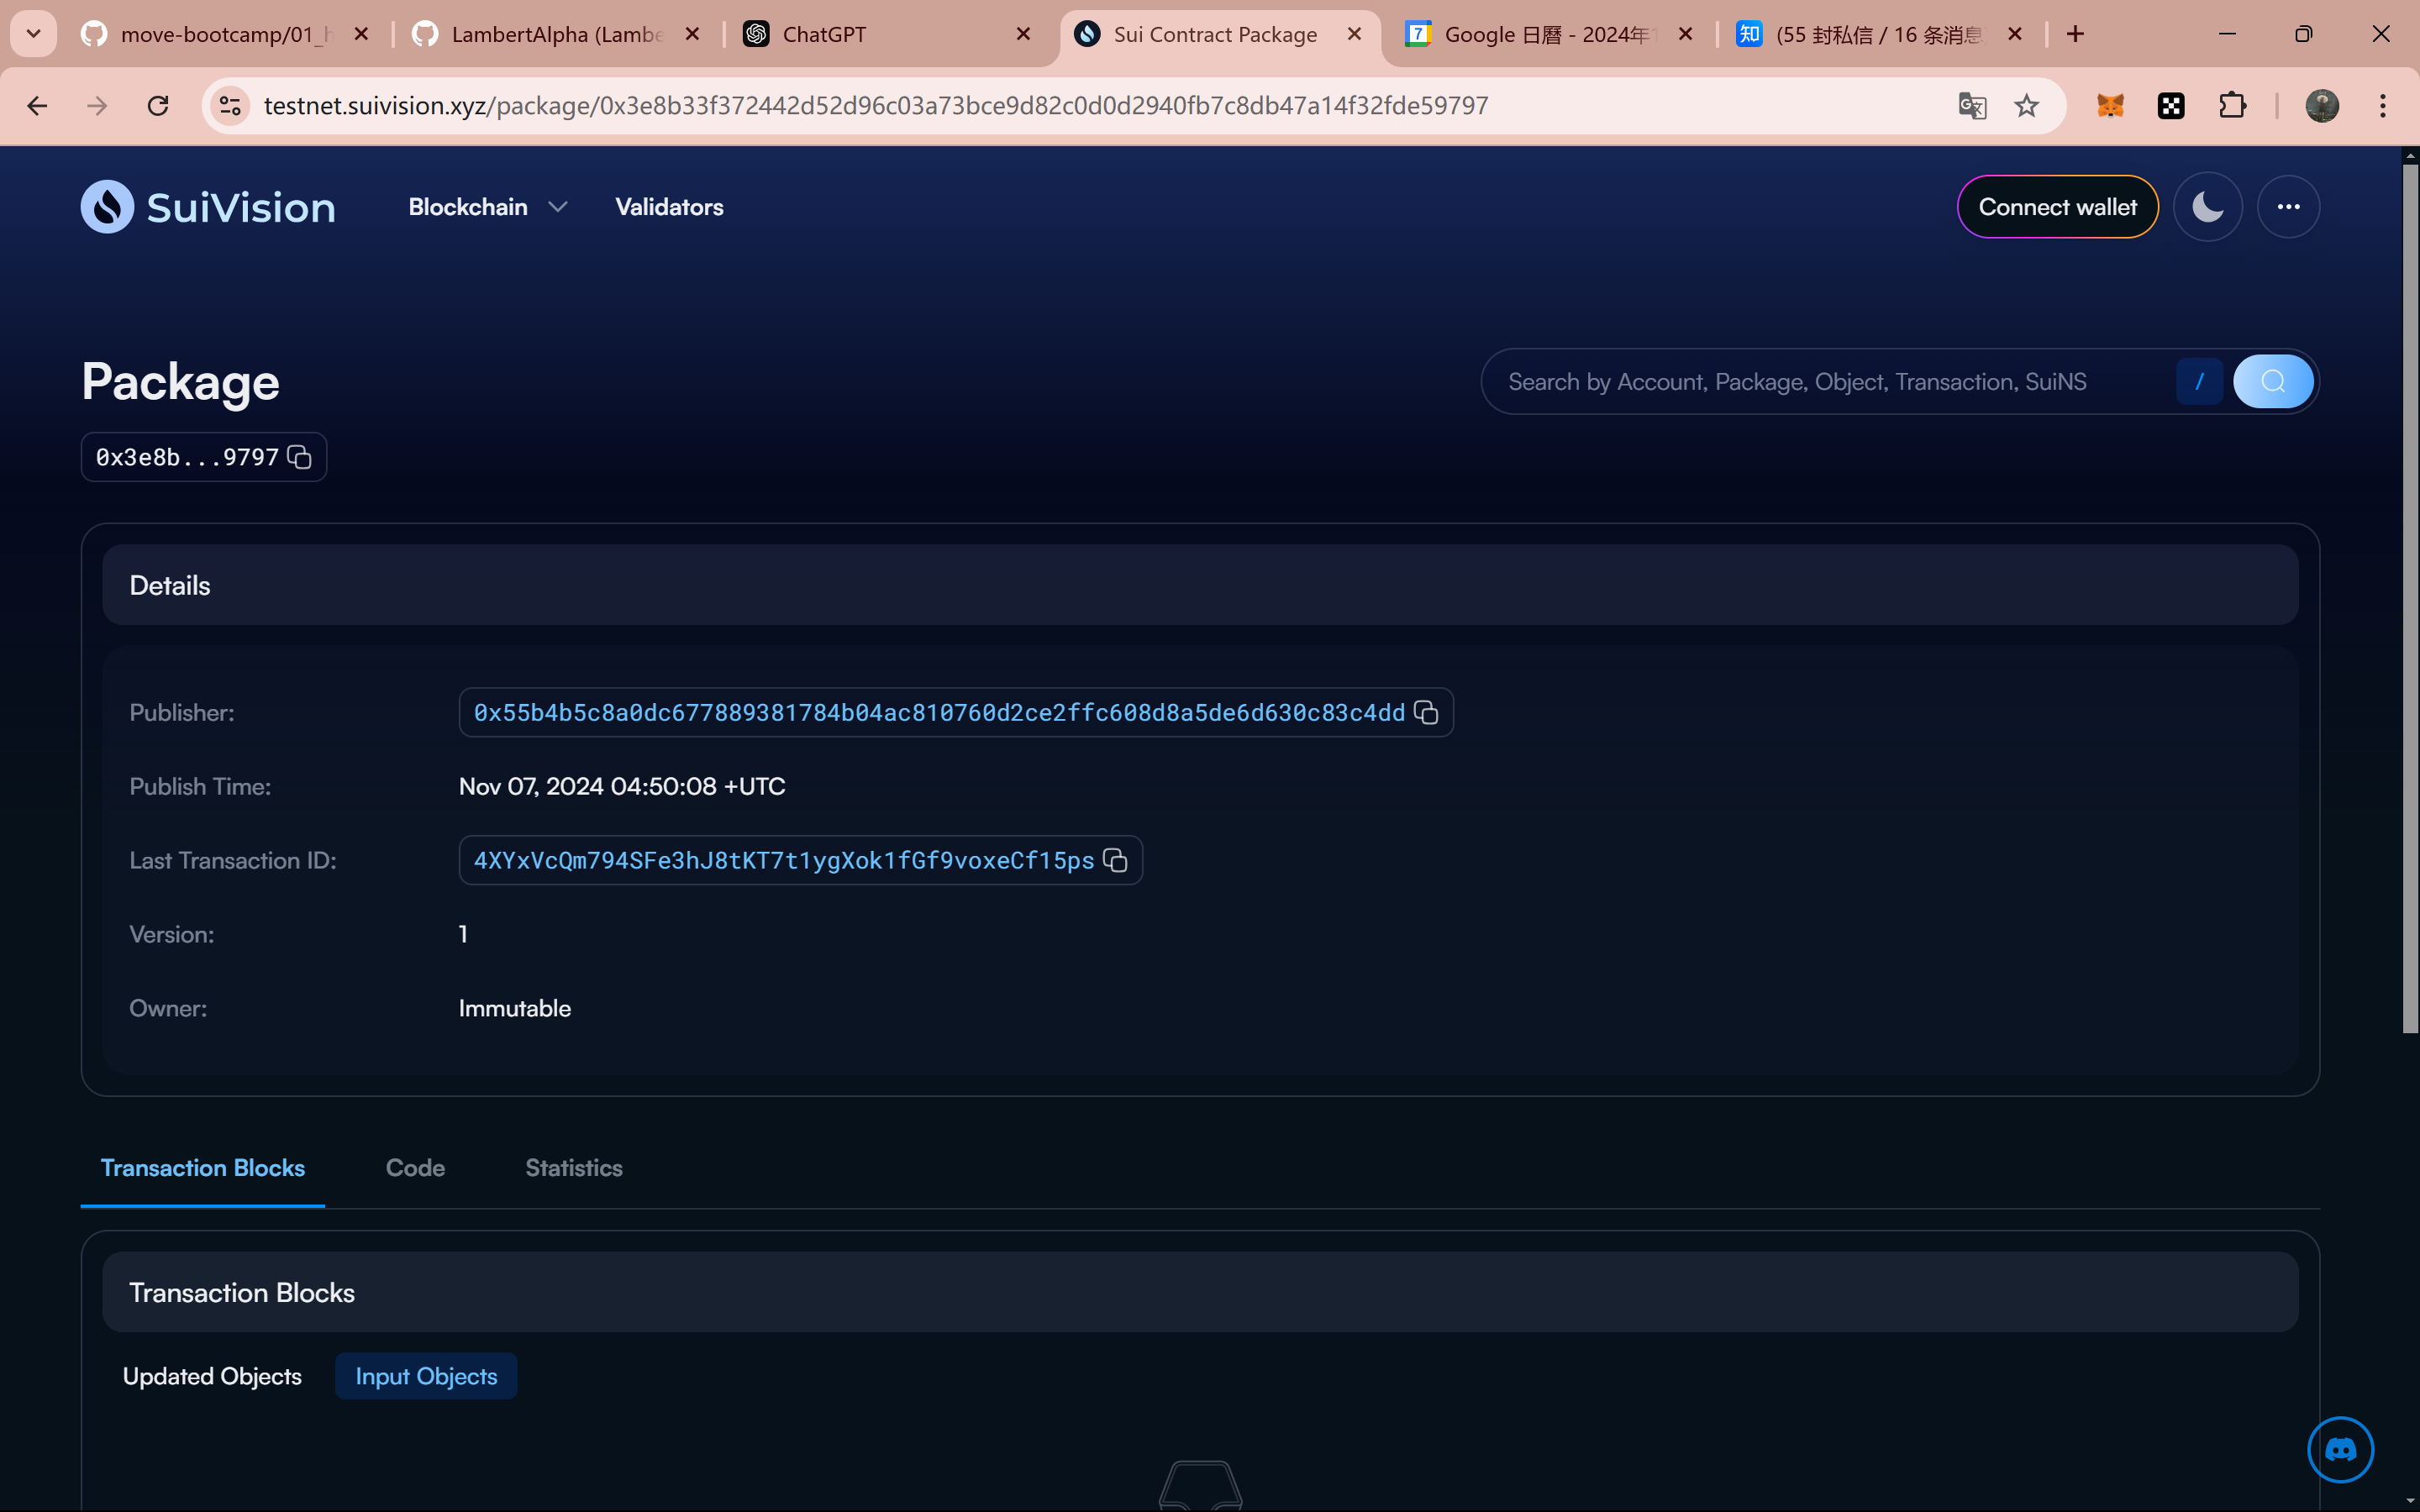 move-bootcamp/01_h
LambertAlpha (Lambe
ChatGPT
Sui Contract Package
7
Google 日曆 - 2024年1
知
(55 封私信 / 16 条消息
testnet.suivision.xyz/package/0x3e8b33f372442d52d96c03a73bce9d82c0d0d2940fb7c8db47a14f32fde59797
SuiVision
Blockchain
Validators
Connect wallet
Package
Search by Account, Package, Object, Transaction, SuiNS
/
0x3e8b...9797
Details
Publisher:
0x55b4b5c8a0dc677889381784b04ac810760d2ce2ffc608d8a5de6d630c83c4dd
Publish Time:
Nov 07, 2024 04:50:08 +UTC
Last Transaction ID:
4XYxVcQm794SFe3hJ8tKT7t1ygXok1fGf9voxeCf15ps
Version:
1
Owner:
Immutable
Transaction Blocks
Code
Statistics
Transaction Blocks
Updated Objects
Input Objects